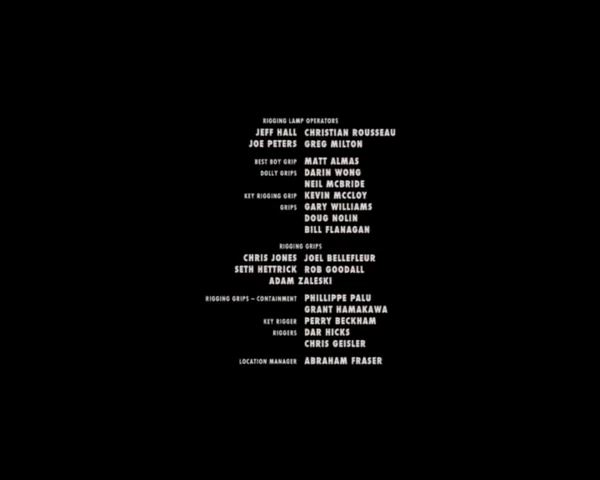 RIGGING LAMP OPERATORS
JEFF HALL CHRISTIAN ROUSSEAU
JOE PETERS GREG MILTON
BEST BOY GRIP MATT ALMAS
DOLLY GRIPS DARIN WONG
NEIL MCBRIDE
KEY RIGGING GRIP KEVIN MCCLOY
GRIPS GARY WILLIAMS
DOUG NOLIN
BILL FLANAGAN
RIGGING GRIPS
CHRIS JONES JOEL BELLEFLEUR
SETH HETTRICK ROB GOODALL
ADAM ZALESKI
RIGGING GRIPS – CONTAINMENT PHILLIPPE PALU
GRANT HAMAKAWA
KEY RIGGER PERRY BECKHAM
RIGGERS DAR HICKS
CHRIS GEISLER
LOCATION MANAGER ABRAHAM FRASER